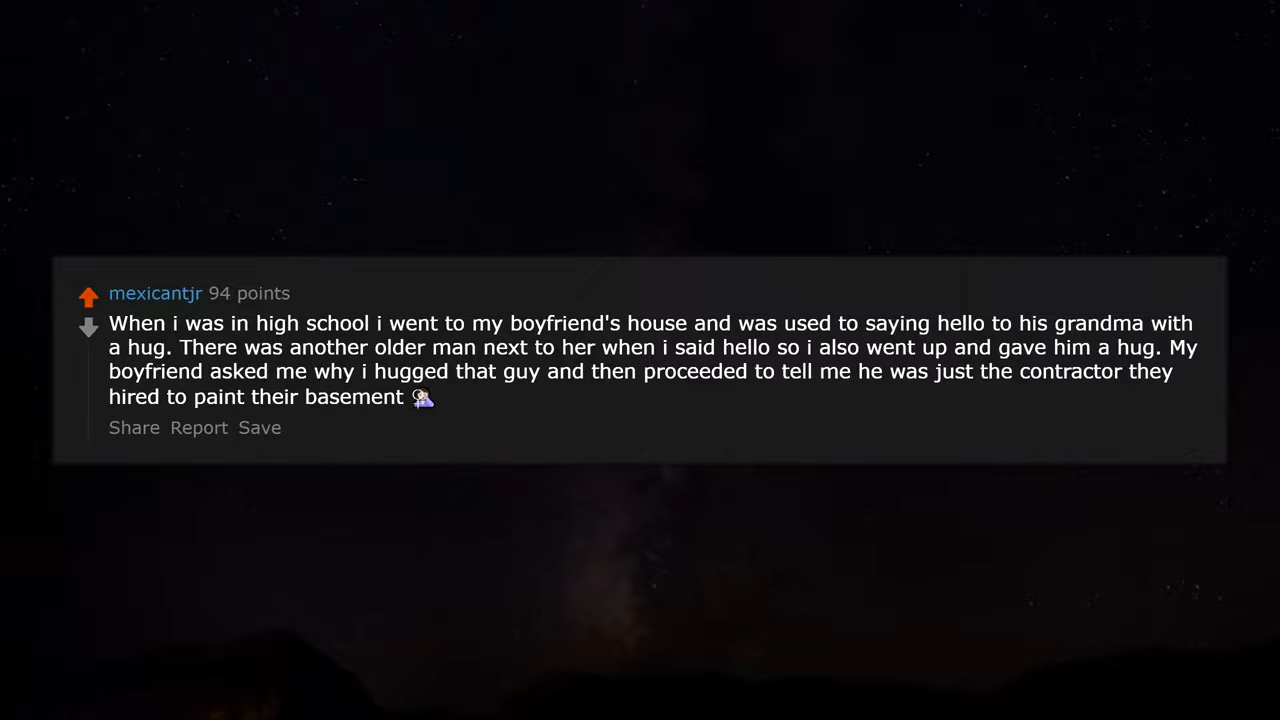 mexicantjr 94 points
When i was in high school i went to my boyfriend's house and was used to saying hello to his grandma with
a hug. There was another older man next to her when i said hello so i also went up and gave him a hug. My
boyfriend asked me why i hugged that guy and then proceeded to tell me he was just the contractor they
hired to paint their basement
Share Report Save